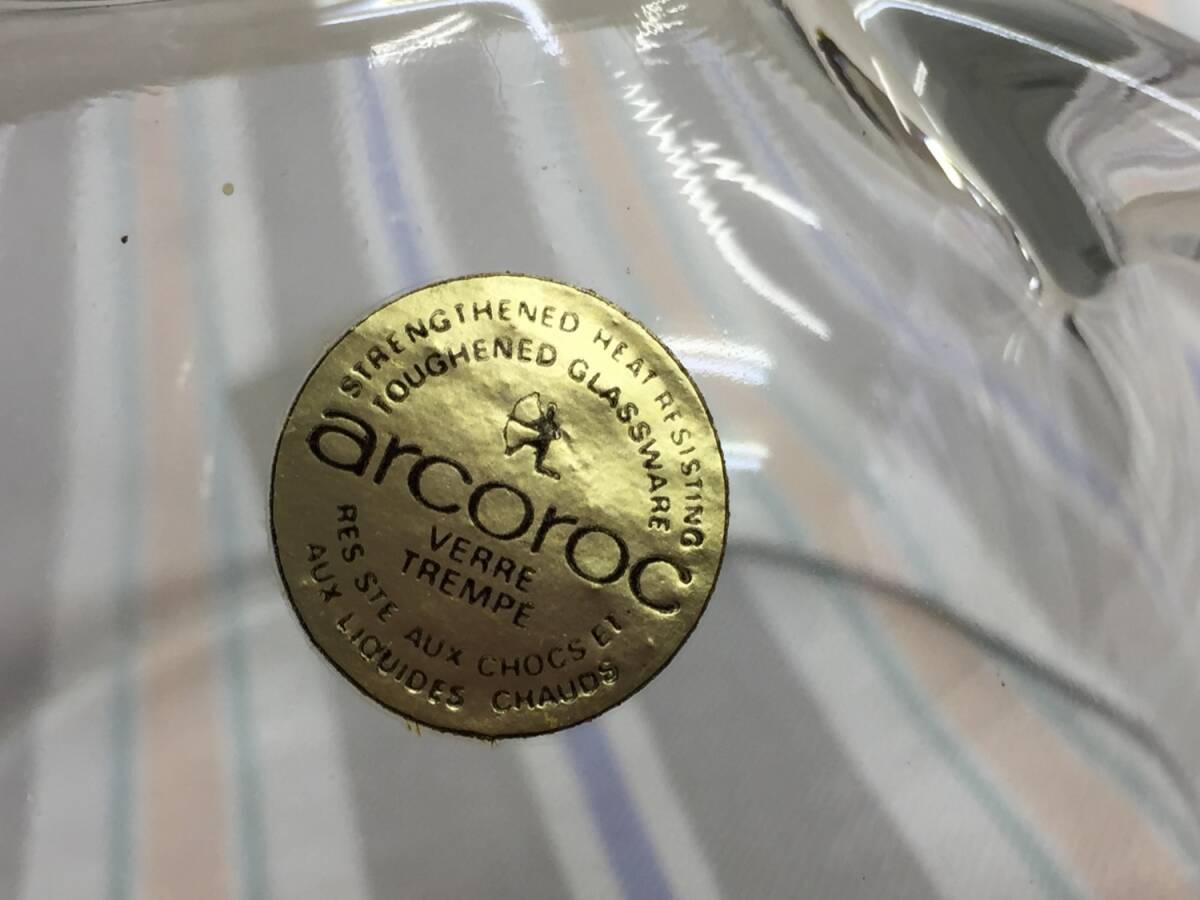 STRENGTHENED HEAT RESISTING
TOUGHENED GLASSWARE
arcoroc
VERRE
TREMPE
RES STE AUX CHOCS ET
AUX LIQUIDES CHAUDS